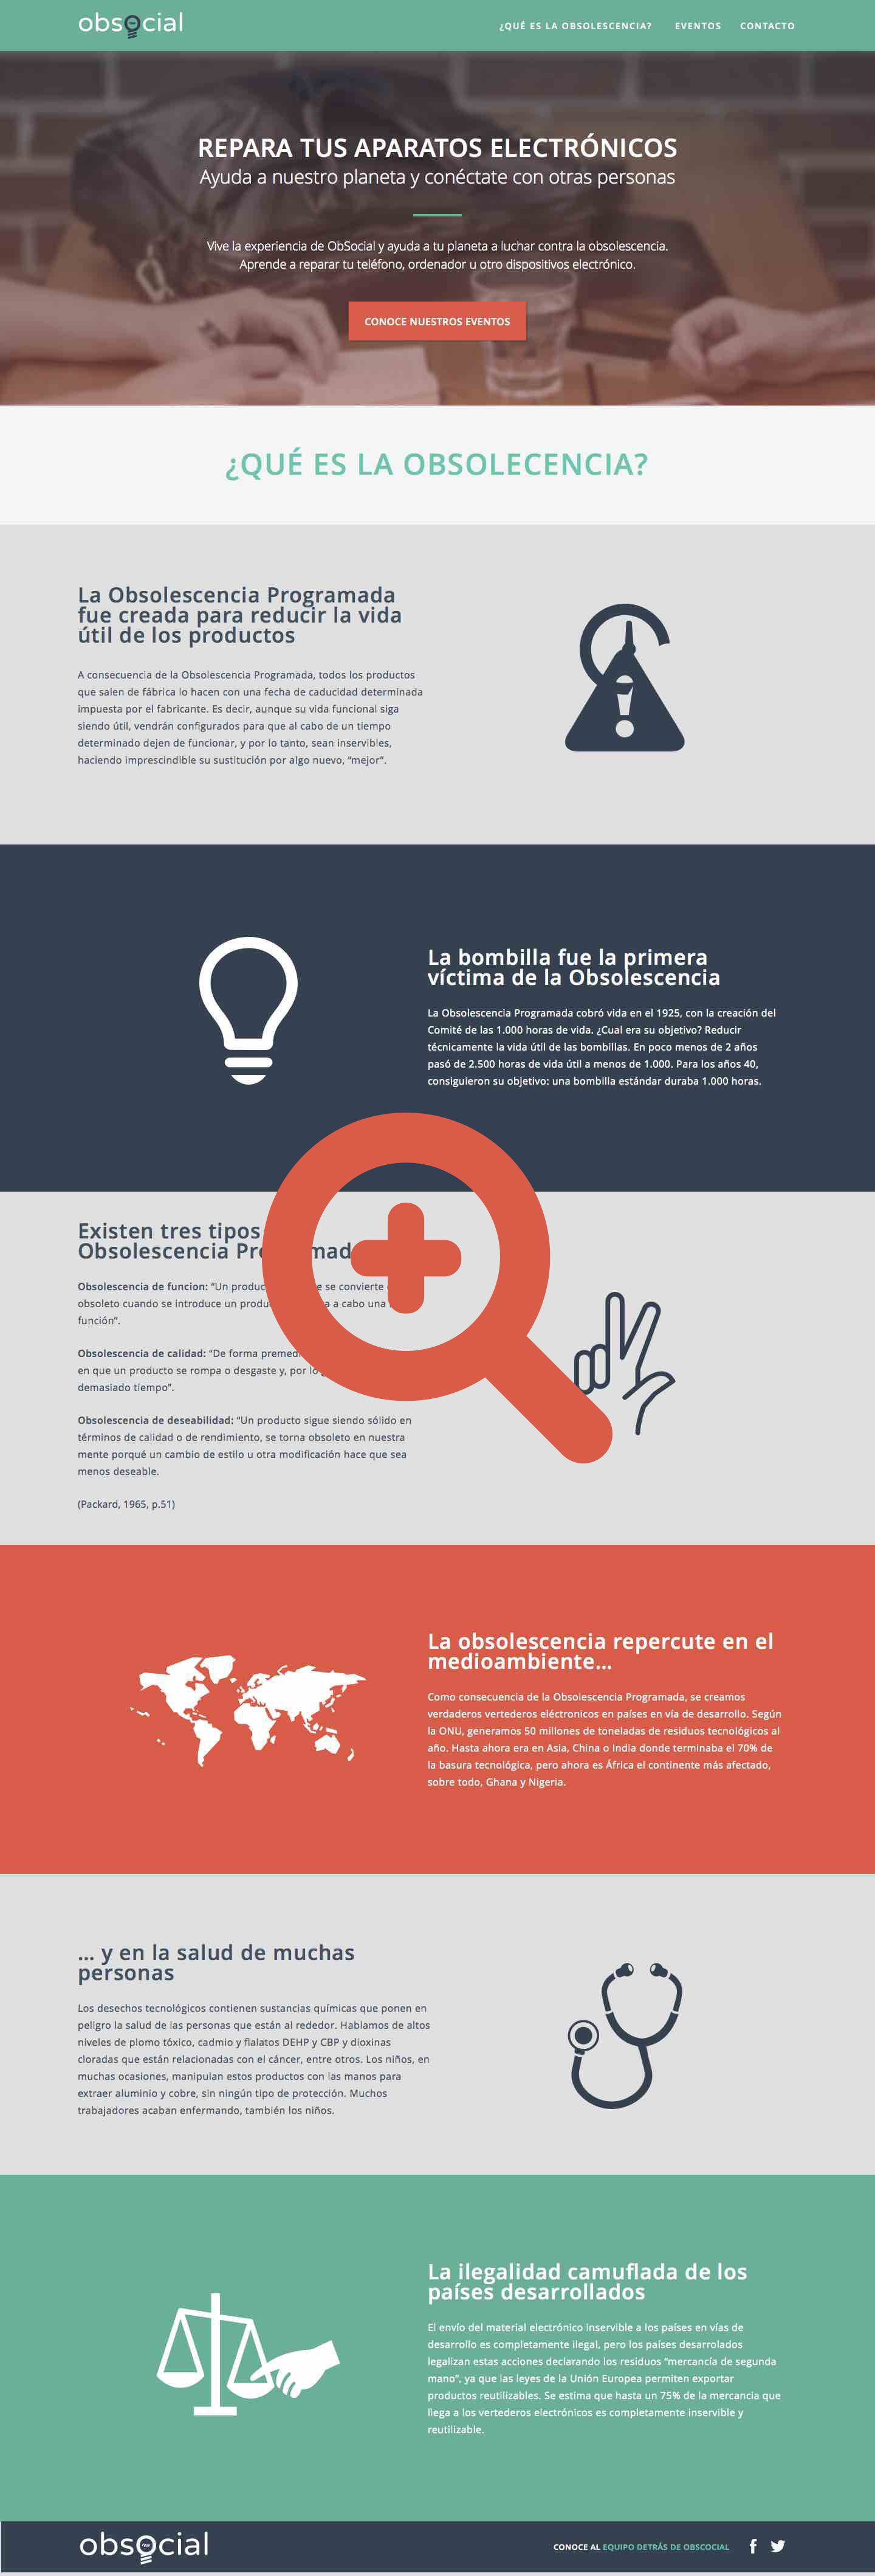 obsocial
¿QUÉ ES LA OBSOLESCENCIA? EVENTOS CONTACTO
REPARA TUS APARATOS ELECTRÓNICOS
Ayuda a nuestro planeta y conéctate con otras personas
Vive la experiencia de ObSocial y ayuda a tu planeta a luchar contra la obsolescencia.
Aprende a reparar tu teléfono, ordenador u otro dispositivos electrónico.
CONOCE NUESTROS EVENTOS
¿QUÉ ES LA OBSOLECENCIA?
La Obsolescencia Programada
fue creada para reducir la vida
útil de los productos
A consecuencia de la Obsolescencia Programada, todos los productos
que salen de fábrica lo hacen con una fecha de caducidad determinada
impuesta por el fabricante. Es decir, aunque su vida funcional siga
siendo útil, vendrán configurados para que al cabo de un tiempo
determinado dejen de funcionar, y por lo tanto, sean inservibles,
haciendo imprescindible su sustitución por algo nuevo, “mejor”.
La bombilla fue la primera
víctima de la Obsolescencia
La Obsolescencia Programada cobró vida en el 1925, con la creación del
Comité de las 1.000 horas de vida. ¿Cual era su objetivo? Reducir
técnicamente la vida útil de las bombillas. En poco menos de 2 años
pasó de 2.500 horas de vida útil a menos de 1.000. Para los años 40,
consiguieron su objetivo: una bombilla estándar duraba 1.000 horas.
Existen tres tipos
Obsolescencia
Obsolescencia de funcion: “Un se convierte
obsoleto cuando se introduce un a cabo una
función”.
Obsolescencia de calidad: “De forma
en que un producto se rompa o desgaste y, por
demasiado tiempo”.
Obsolescencia de deseabilidad: “Un producto sigue siendo sólido en
términos de calidad o de rendimiento, se torna obsoleto en nuestra
mente porqué un cambio de estilo u otra modificación hace que sea
menos deseable.
(Packard, 1965, p.51)
La obsolescencia repercute en el
medioambiente...
Como consecuencia de la Obsolescencia Programada, se creamos
verdaderos vertederos eléctronicos en países en vía de desarrollo. Según
la ONU, generamos 50 millones de toneladas de residuos tecnológicos al
año. Hasta ahora era en Asia, China o India donde terminaba el 70% de
la basura tecnológica, pero ahora es África el continente más afectado,
sobre todo, Ghana y Nigeria.
... y en la salud de muchas
personas
Los desechos tecnológicos contienen sustancias químicas que ponen en
peligro la salud de las personas que están al rededor. Hablamos de altos
niveles de plomo tóxico, cadmio y flalatos DEHP y CBP y dioxinas
cloradas que están relacionadas con el cáncer, entre otros. Los niños, en
muchas ocasiones, manipulan estos productos con las manos para
extraer aluminio y cobre, sin ningún tipo de protección. Muchos
trabajadores acaban enfermando, también los niños.
La ilegalidad camuflada de los
países desarrollados
El envío del material electrónico inservible a los países en vías de
desarrollo es completamente ilegal, pero los países desarrolados
legalizan estas acciones declarando los residuos “mercancía de segunda
mano”, ya que las leyes de la Unión Europea permiten exportar
productos reutilizables. Se estima que hasta un 75% de la mercancia que
llega a los vertederos electrónicos es completamente inservible y
reutilizable.
obsocial
CONOCE AL EQUIPO DETRÁS DE OBSCOCIAL